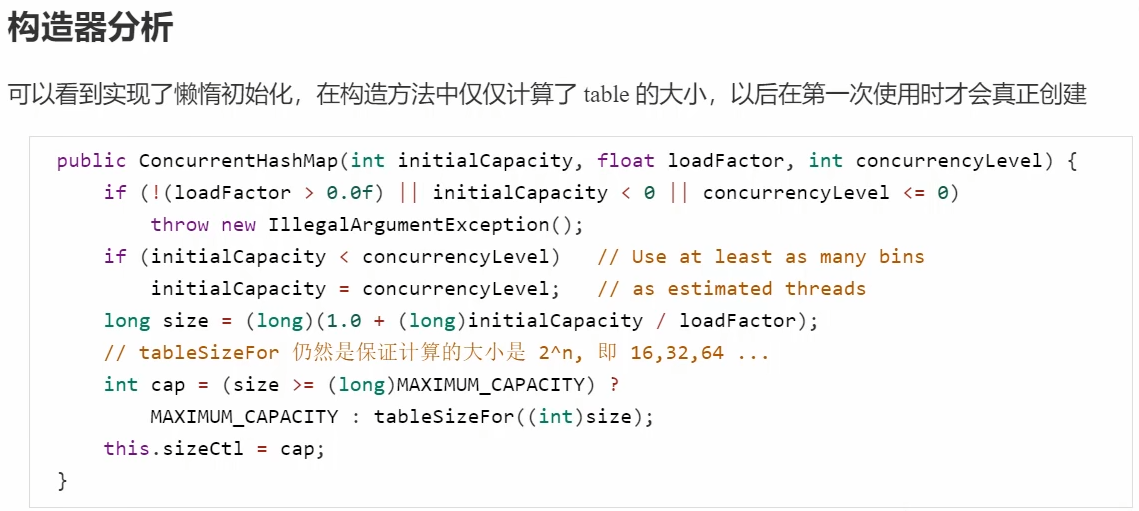 构造器分析
可以看到实现了懒惰初始化，在构造方法中仅仅计算了 table 的大小，以后在第一次使用时才会真正创建
public ConcurrentHashMap(int initialCapacity, float loadFactor, int concurrencyLevel) {
    if (!(loadFactor > 0.0f) || initialCapacity < 0 || concurrencyLevel <= 0)
        throw new IllegalArgumentException();
    if (initialCapacity < concurrencyLevel)   // Use at least as many bins
        initialCapacity = concurrencyLevel;   // as estimated threads
    long size = (long)(1.0 + (long)initialCapacity / loadFactor);
    // tableSizeFor 仍然是保证计算的大小是 2^n, 即 16,32,64 ...
    int cap = (size >= (long)MAXIMUM_CAPACITY) ?
        MAXIMUM_CAPACITY : tableSizeFor((int)size);
    this.sizeCtl = cap;
}